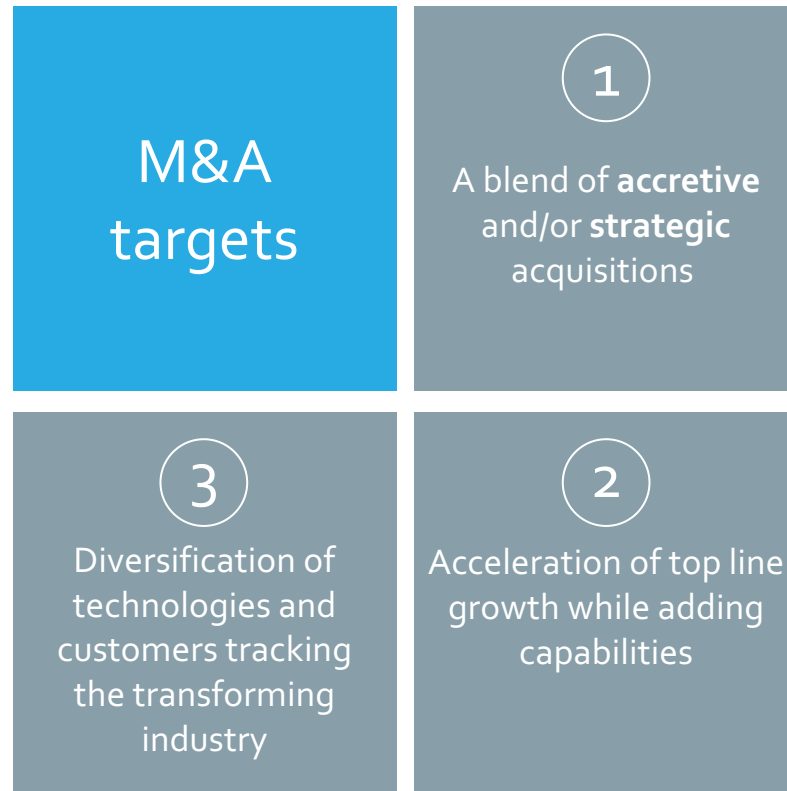 M&A
targets
1
A blend of accretive
and/or strategic
acquisitions
2
Acceleration of top line
growth while adding
capabilities
3
Diversification of
technologies and
customers tracking
the transforming
industry